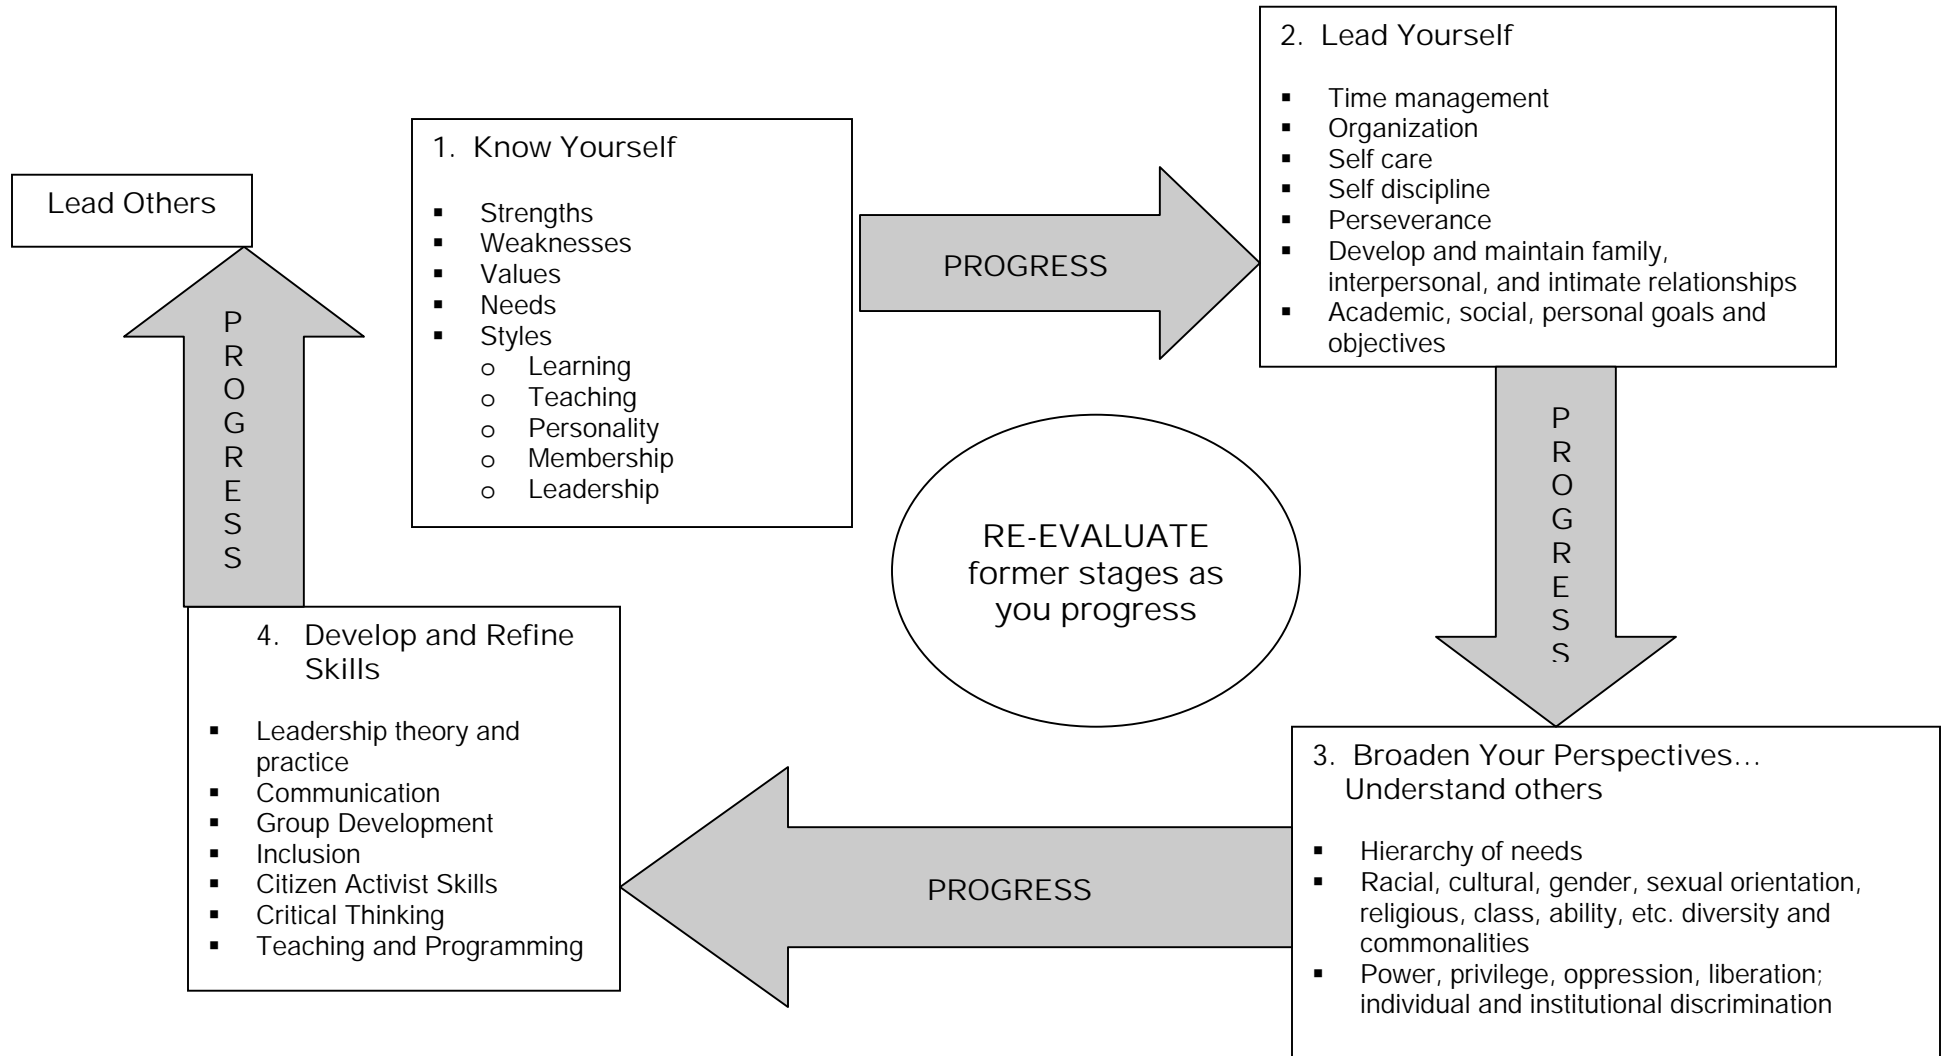 1. Know Yourself
▪ Strengths
▪ Weaknesses
▪ Values
▪ Needs
▪ Styles
o Learning
o Teaching
o Personality
o Membership
o Leadership
PROGRESS
2. Lead Yourself
▪ Time management
▪ Organization
▪ Self care
▪ Self discipline
▪ Perseverance
▪ Develop and maintain family,
interpersonal, and intimate relationships
▪ Academic, social, personal goals and
objectives
PROGRESS
3. Broaden Your Perspectives…
Understand others
▪ Hierarchy of needs
▪ Racial, cultural, gender, sexual orientation,
religious, class, ability, etc. diversity and
commonalities
▪ Power, privilege, oppression, liberation;
individual and institutional discrimination
PROGRESS
4. Develop and Refine
Skills
▪ Leadership theory and
practice
▪ Communication
▪ Group Development
▪ Inclusion
▪ Citizen Activist Skills
▪ Critical Thinking
▪ Teaching and Programming
PROGRESS
Lead Others
RE-EVALUATE
former stages as
you progress